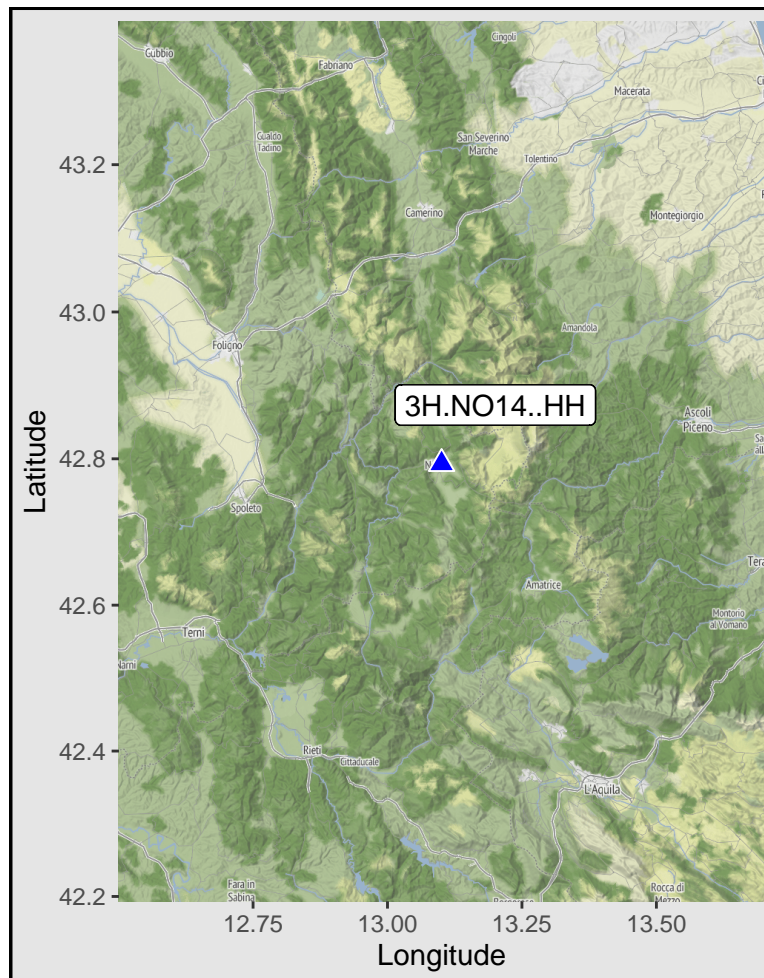 Gubbio
Cingoli
Fabriano
Macerata
Gualdo
Tadino
San Severino
Marche
Tolentino
43.2
Camerino
Montegiorgio
43.0
Amandola
Foligno
3H.NO14..HH
Ascoli
Piceno
42.8
Latitude
Spoleto
Amatrice
42.6
Terni
Montorio
al Vomano
Narni
42.4
Rieti
Cittaducale
L'Aquila
Fara in
Sabina
Rocca di
Mezzo
42.2
12.75
13.00
13.25
13.50
Longitude